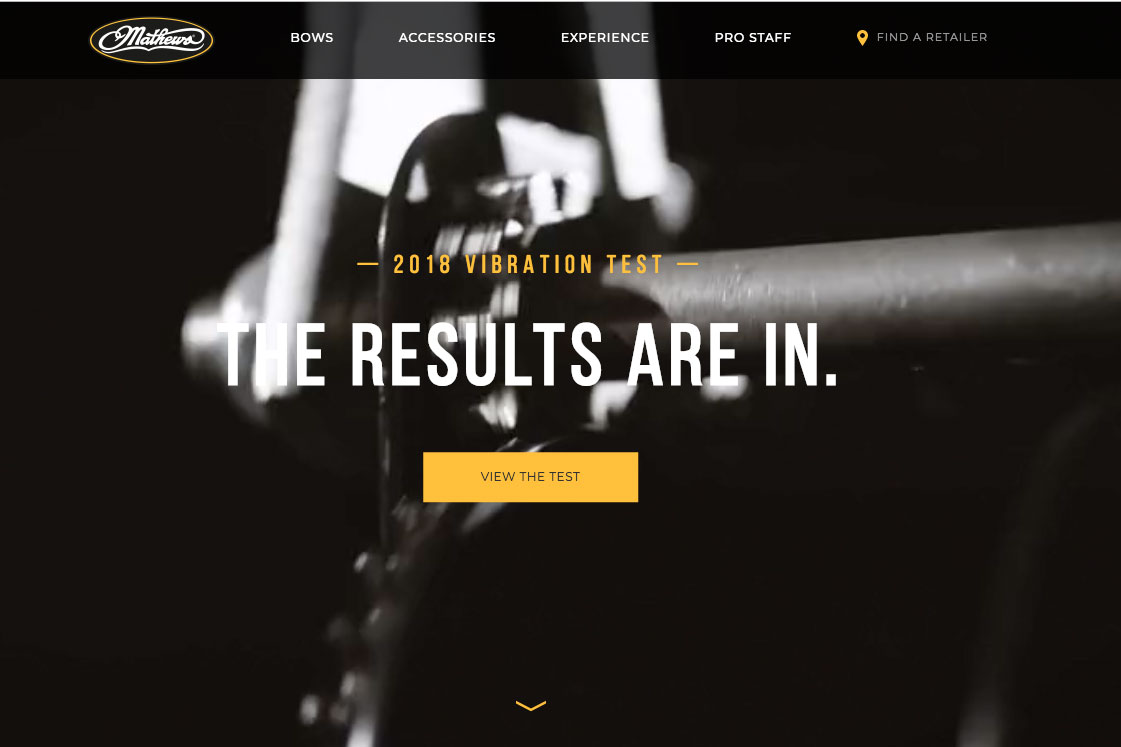 Mathews
BOWS
ACCESSORIES
EXPERIENCE
PRO STAFF
FIND A RETAILER
— 2018 VIBRATION TEST —
THE RESULTS ARE IN.
VIEW THE TEST